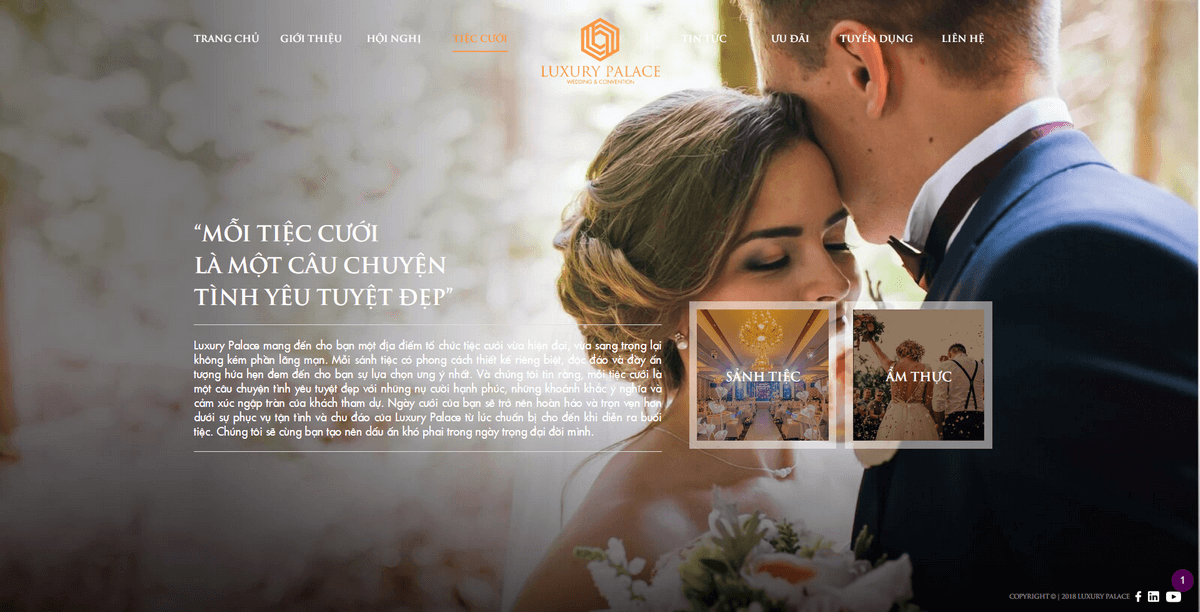 TRANG CHỦ GIỚI THIỆU HỘI NGHỊ TIỆC CƯỚI TIN TỨC ƯU ĐÃI TUYỂN DỤNG LIÊN HỆ
LUXURY PALACE
WEDDING & CONVENTION
“MỖI TIỆC CƯỚI
LÀ MỘT CÂU CHUYỆN
TÌNH YÊU TUYỆT ĐẸP”
Luxury Palace mang đến cho bạn một địa điểm tổ chức tiệc cưới vừa hiện đại, vừa sang trọng lại
không kém phần lãng mạn. Mỗi sảnh tiệc có phong cách thiết kế riêng biệt, độc đáo và đầy ấn
tượng hứa hẹn đem đến cho bạn sự lựa chọn ưng ý nhất. Và chúng tôi tin rằng, mỗi tiệc cưới là
một câu chuyện tình yêu tuyệt đẹp với những nụ cười hạnh phúc, những khoảnh khắc ý nghĩa và
cảm xúc ngập tràn của khách tham dự. Ngày cưới của bạn sẽ trở nên hoàn hảo và trọn vẹn hơn
dưới sự phục vụ tận tình và chu đáo của Luxury Palace từ lúc chuẩn bị cho đến khi diễn ra buổi
tiệc. Chúng tôi sẽ cùng bạn tạo nên dấu ấn khó phai trong ngày trọng đại đời mình.
SẢNH TIỆC
ẨM THỰC
1
COPYRIGHT © | 2018 LUXURY PALACE